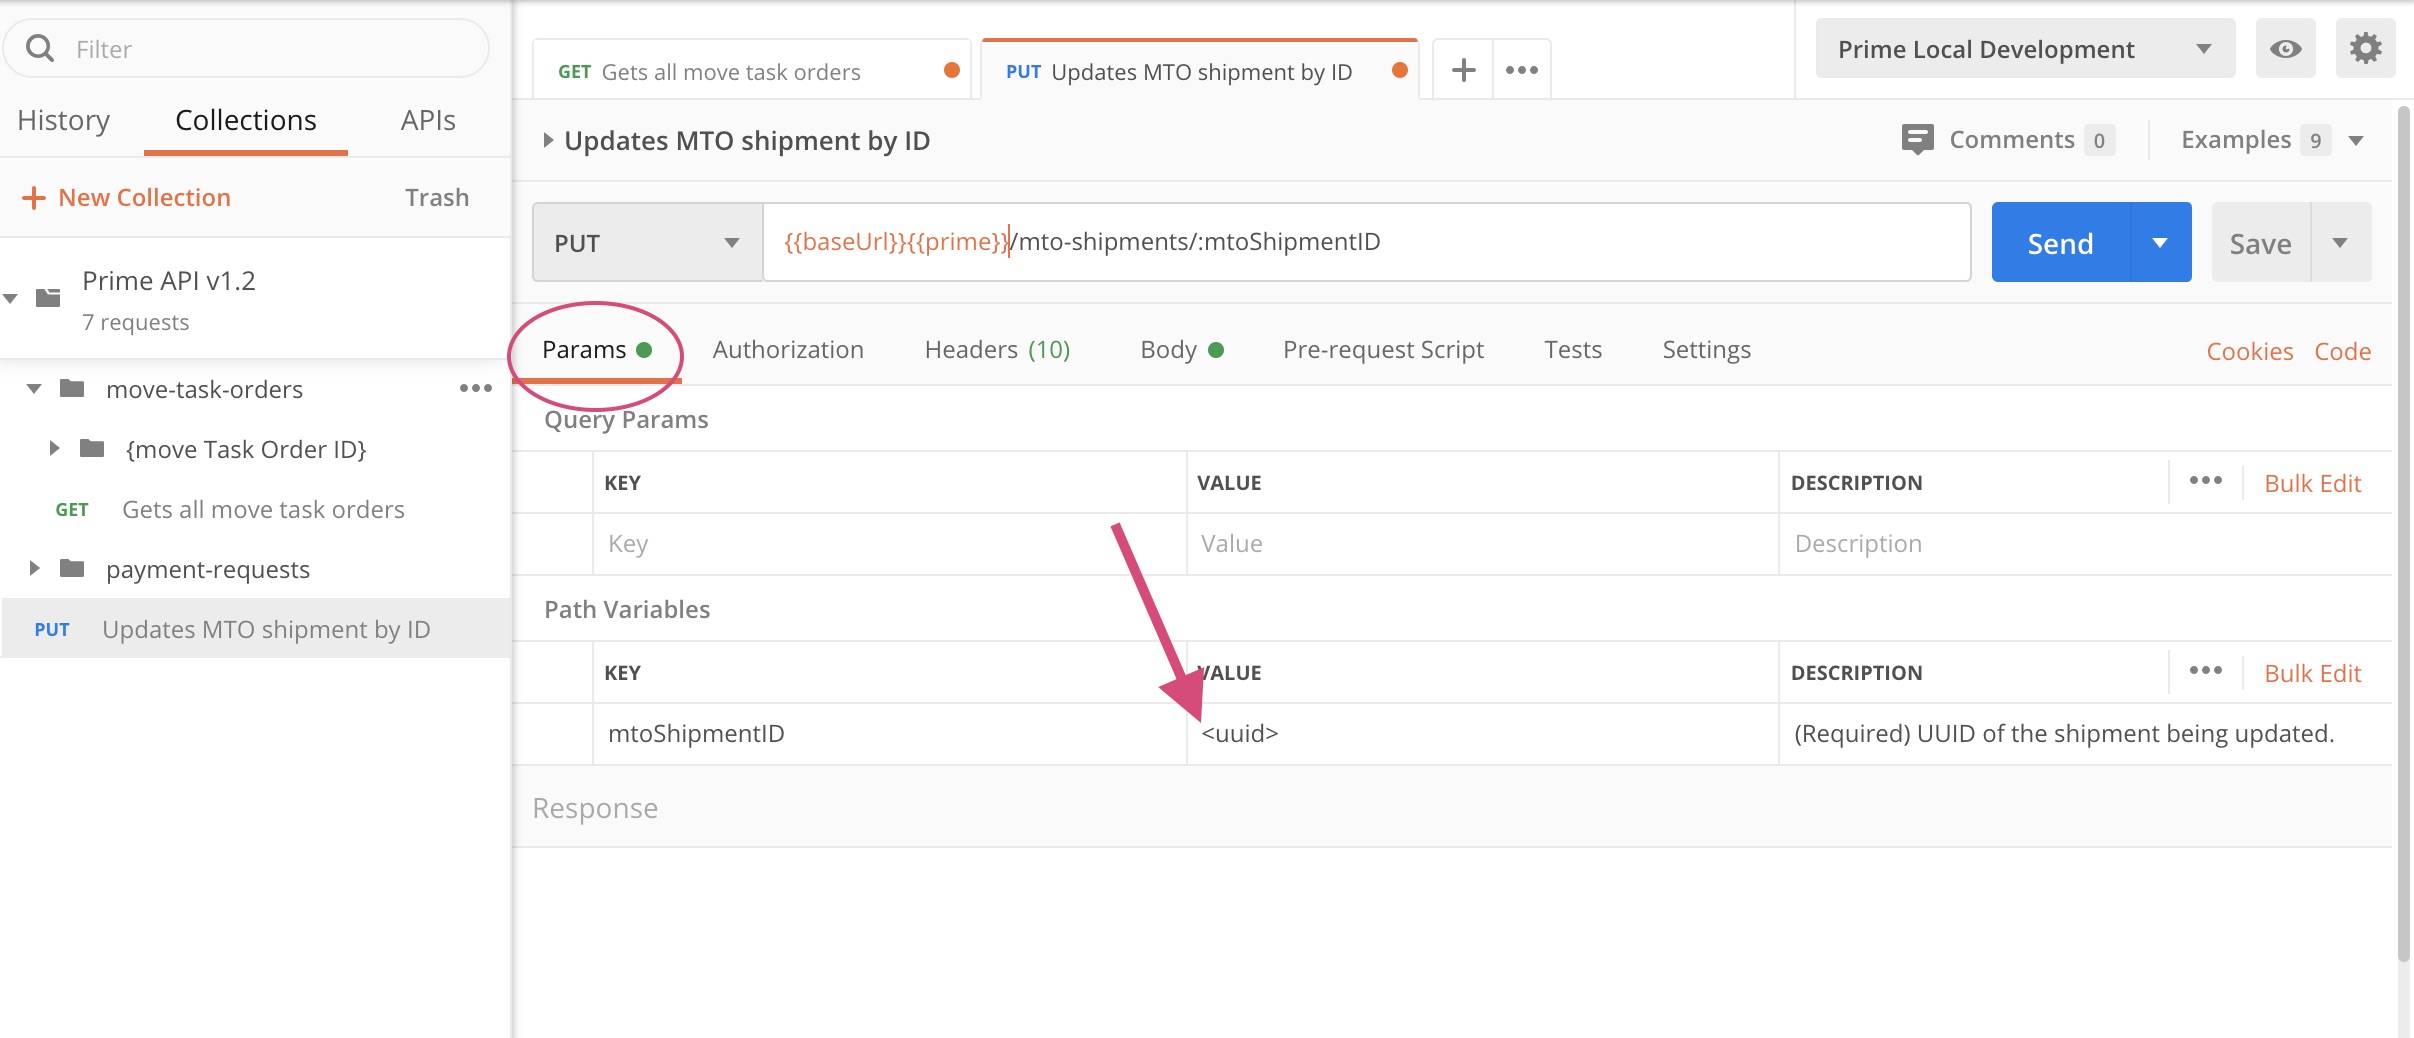 Filter
History Collections APIs
+ New Collection Trash
Prime API v1.2
7 requests
move-task-orders
{move Task Order ID}
GET Gets all move task orders
payment-requests
PUT Updates MTO shipment by ID
GET Gets all move task orders
PUT Updates MTO shipment by ID
Prime Local Development
Updates MTO shipment by ID
Comments 0
Examples 9
PUT
{{baseUrl}}{{prime}}/mto-shipments/:mtoShipmentID
Send
Save
Params Authorization Headers (10) Body Pre-request Script Tests Settings
Cookies Code
Query Params
KEY VALUE DESCRIPTION Bulk Edit
Key Value Description
Path Variables
KEY VALUE DESCRIPTION Bulk Edit
mtoShipmentID <uuid> (Required) UUID of the shipment being updated.
Response